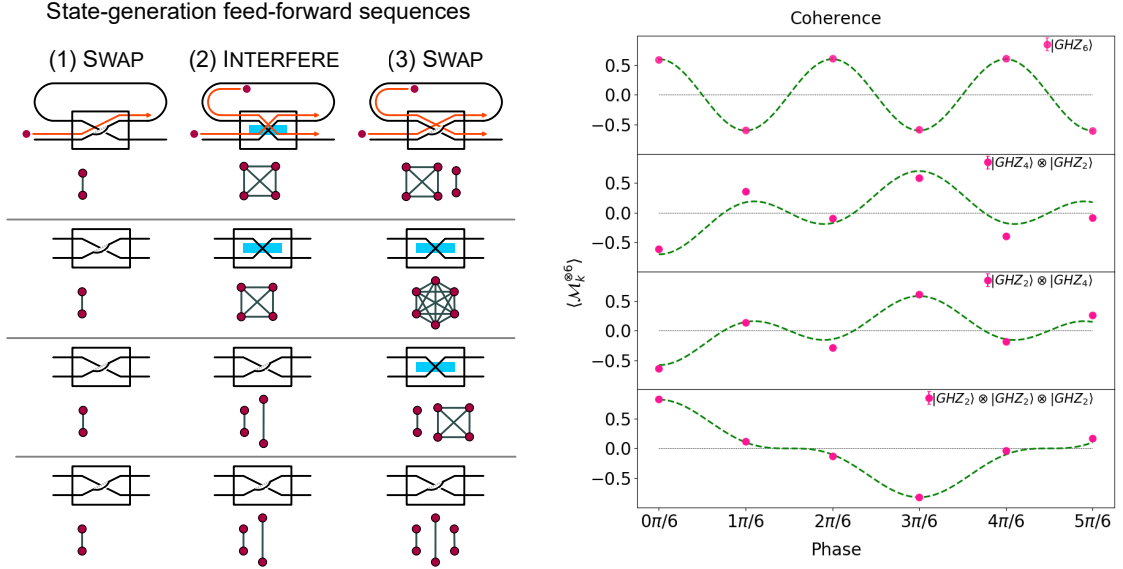 State-generation feed-forward sequences
(1) SWAP
(2) INTERFERE
(3) SWAP
Coherence
|GHZ₆⟩
0.5
0.0
−0.5
|GHZ₄⟩ ⊗ |GHZ₂⟩
0.5
0.0
−0.5
⟨ℳₖ^⊗6⟩
|GHZ₂⟩ ⊗ |GHZ₄⟩
0.5
0.0
−0.5
|GHZ₂⟩ ⊗ |GHZ₂⟩ ⊗ |GHZ₂⟩
0.5
0.0
−0.5
0π/6 1π/6 2π/6 3π/6 4π/6 5π/6
Phase